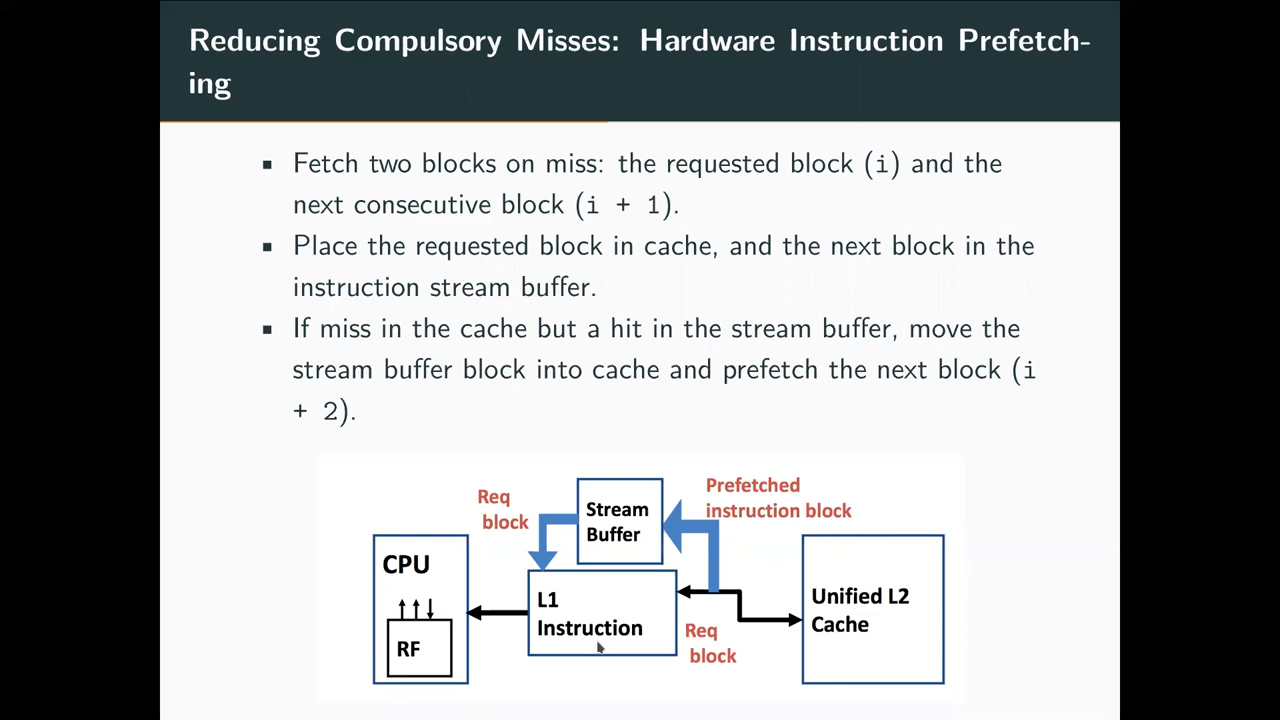 Reducing Compulsory Misses: Hardware Instruction Prefetch-
ing
▪ Fetch two blocks on miss: the requested block (i) and the
next consecutive block (i + 1).
▪ Place the requested block in cache, and the next block in the
instruction stream buffer.
▪ If miss in the cache but a hit in the stream buffer, move the
stream buffer block into cache and prefetch the next block (i
+ 2).
Req
block
Stream
Buffer
Prefetched
instruction block
CPU
RF
L1
Instruction
Req
block
Unified L2
Cache